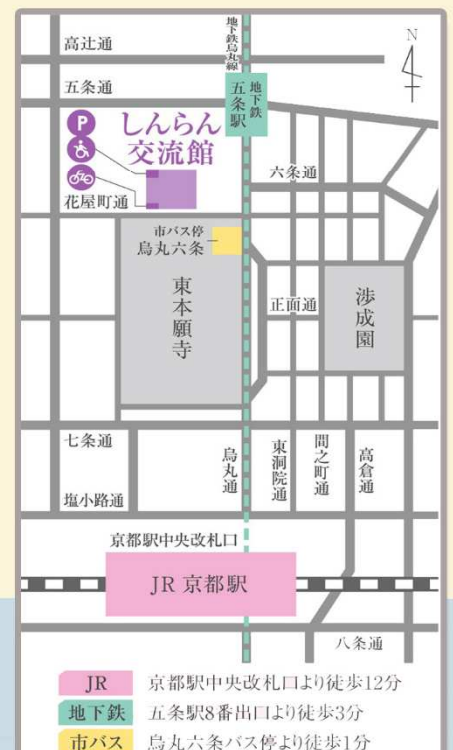 高辻通
地下鉄烏丸線
N
五条通
地下鉄
五条駅
P
しんらん
交流館
六条通
花屋町通
市バス停
烏丸六条
東本願寺
正面通
渉成園
七条通
烏丸通
東洞院通
間之町通
高倉通
塩小路通
京都駅中央改札口
JR 京都駅
八条通
JR 京都駅中央改札口より徒歩12分
地下鉄 五条駅8番出口より徒歩3分
市バス 烏丸六条バス停より徒歩1分